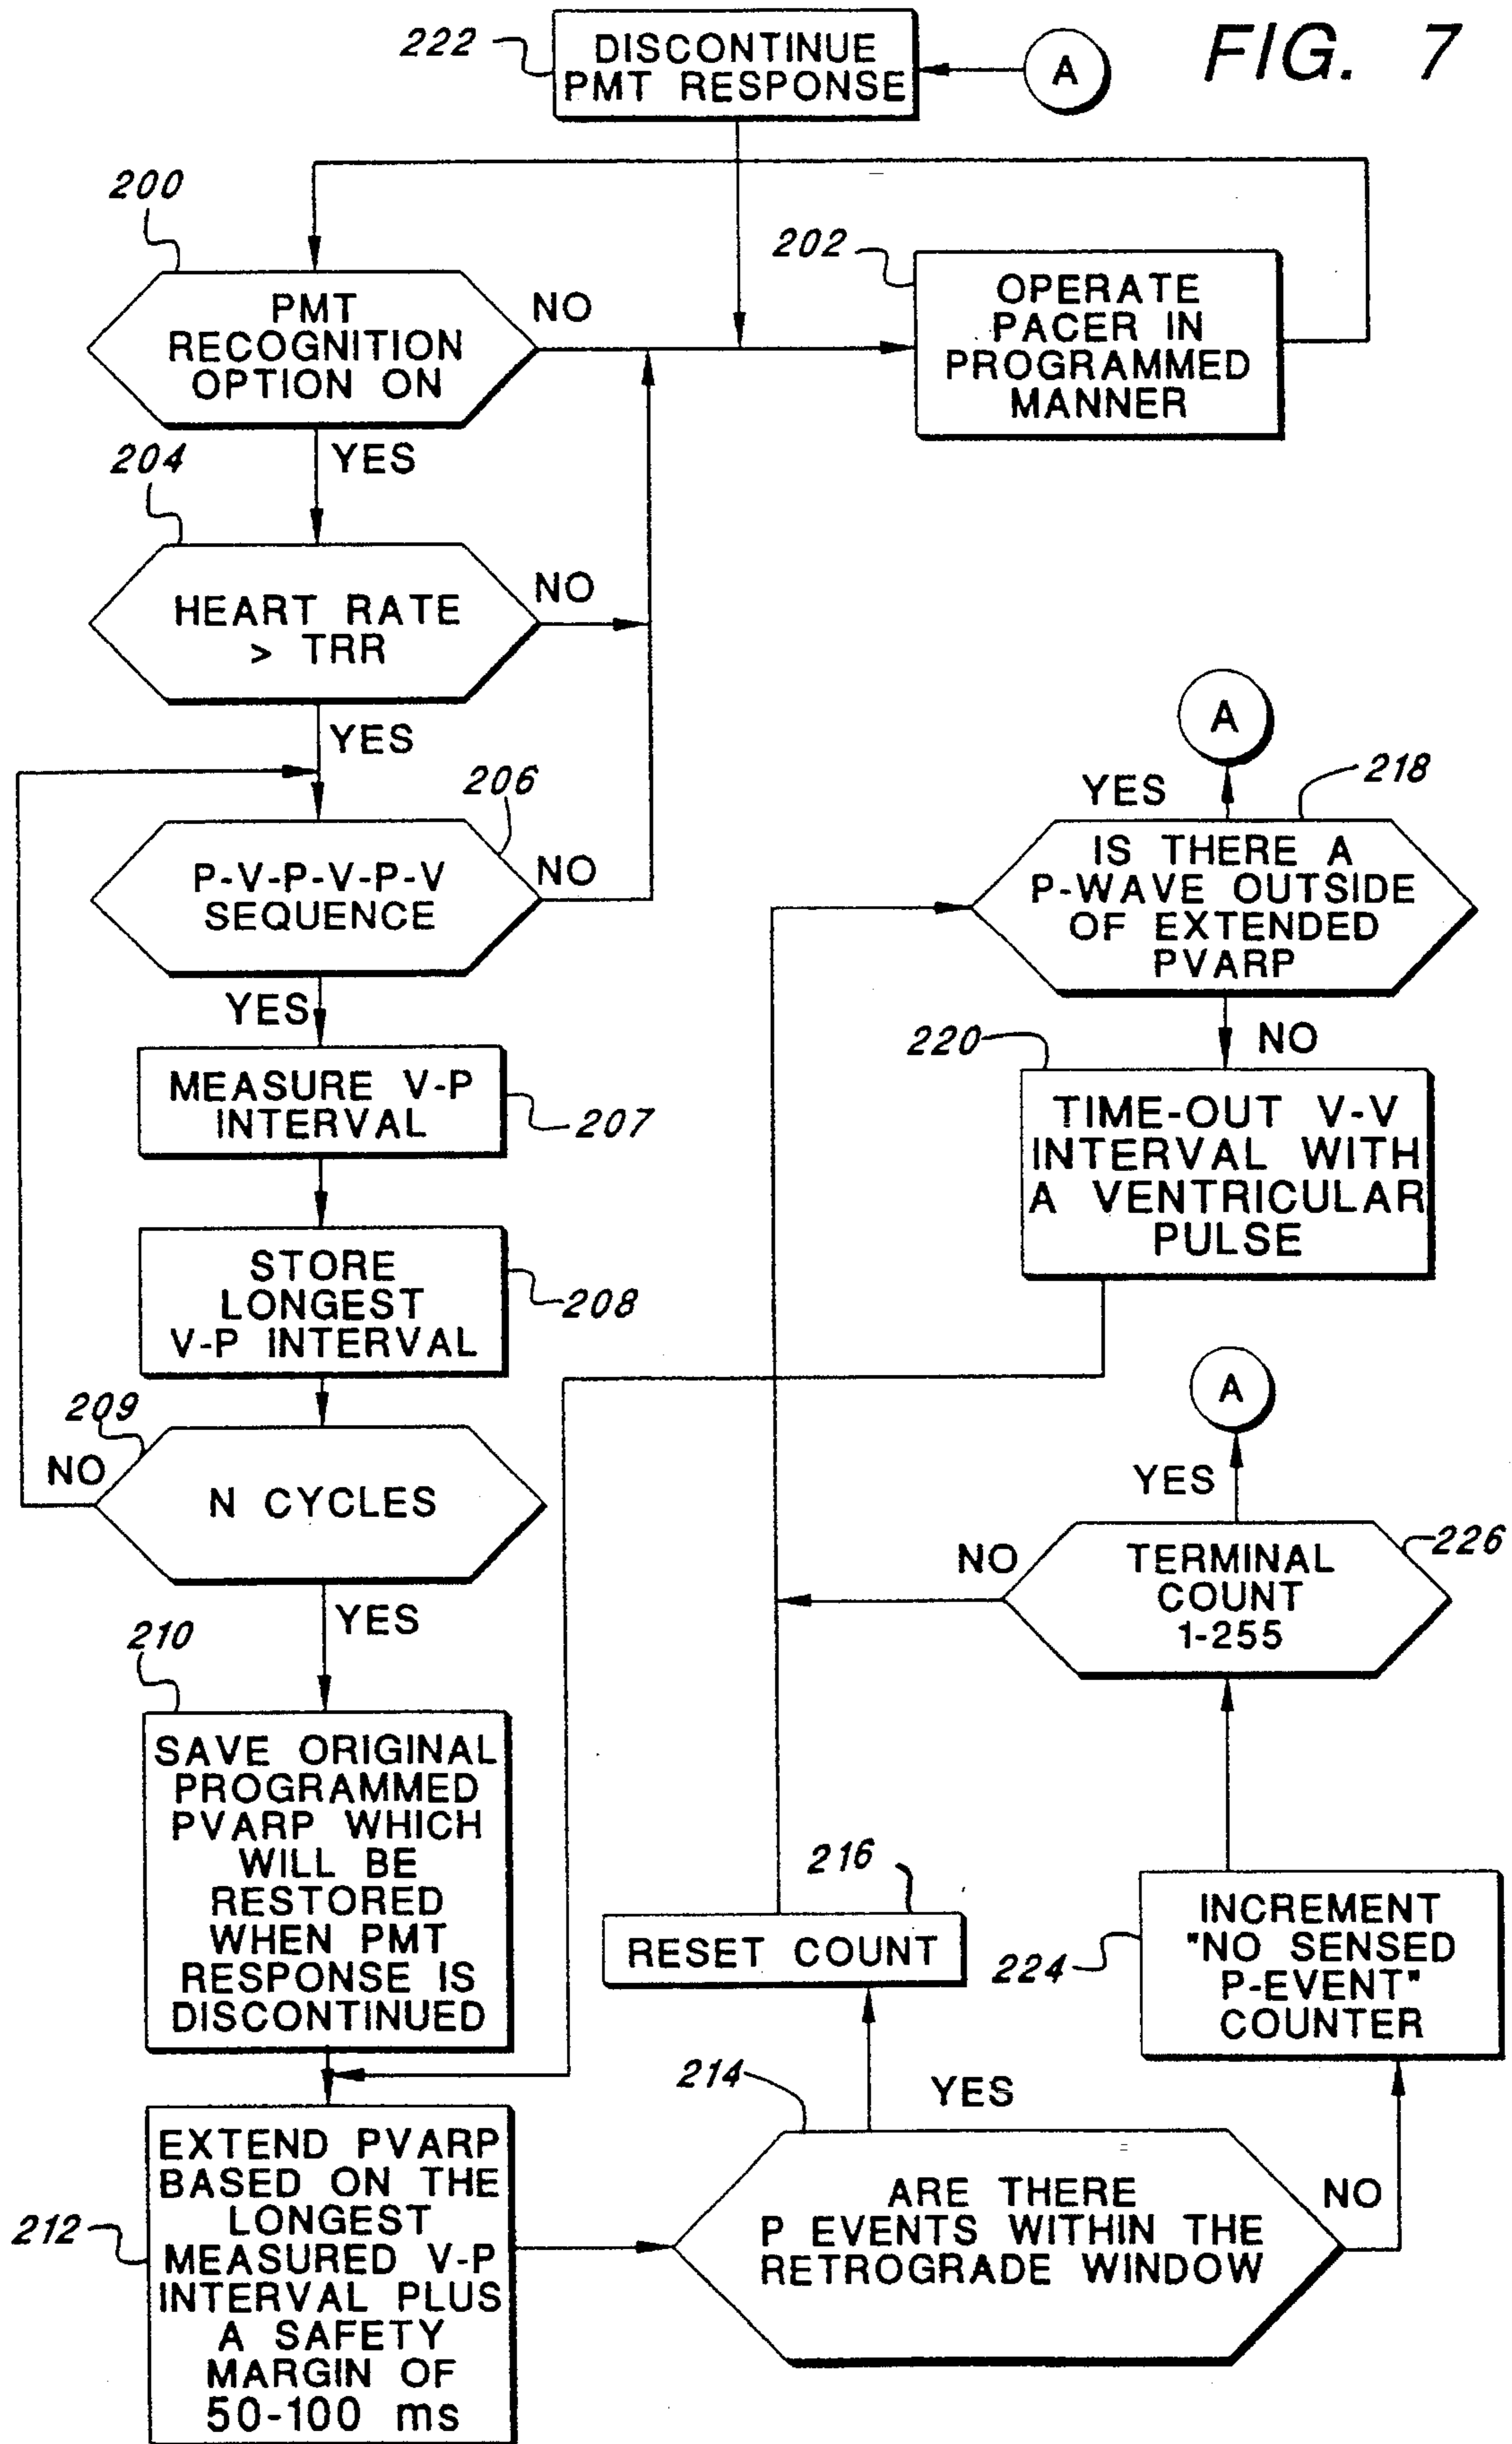 222
DISCONTINUE
PMT RESPONSE
A
FIG. 7
200
PMT
RECOGNITION
OPTION ON
NO
YES
202
OPERATE
PACER IN
PROGRAMMED
MANNER
204
HEART RATE
> TRR
NO
YES
206
P-V-P-V-P-V
SEQUENCE
NO
YES
MEASURE V-P
INTERVAL
207
STORE
LONGEST
V-P INTERVAL
208
209
NO
N CYCLES
YES
210
SAVE ORIGINAL
PROGRAMMED
PVARP WHICH
WILL BE
RESTORED
WHEN PMT
RESPONSE IS
DISCONTINUED
212
EXTEND PVARP
BASED ON THE
LONGEST
MEASURED V-P
INTERVAL PLUS
A SAFETY
MARGIN OF
50-100 ms
214
YES
ARE THERE
P EVENTS WITHIN THE
RETROGRADE WINDOW
NO
216
RESET COUNT
224
INCREMENT
"NO SENSED
P-EVENT"
COUNTER
A
YES
226
NO
TERMINAL
COUNT
1-255
A
YES
218
IS THERE A
P-WAVE OUTSIDE
OF EXTENDED
PVARP
NO
220
TIME-OUT V-V
INTERVAL WITH
A VENTRICULAR
PULSE